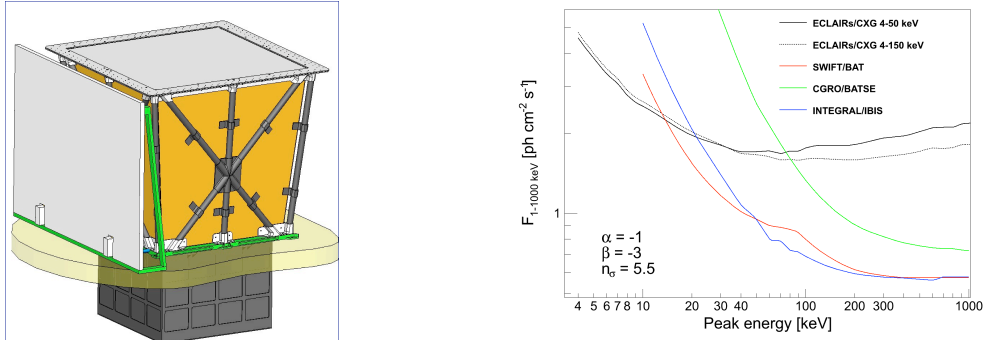 ECLAIRs/CXG 4-50 keV
ECLAIRs/CXG 4-150 keV
SWIFT/BAT
CGRO/BATSE
INTEGRAL/IBIS
F1-1000 keV [ph cm-2 s-1]
1
α = -1
β = -3
nσ = 5.5
4 5 6 7 8 10 20 30 40 100 200 300 1000
Peak energy [keV]